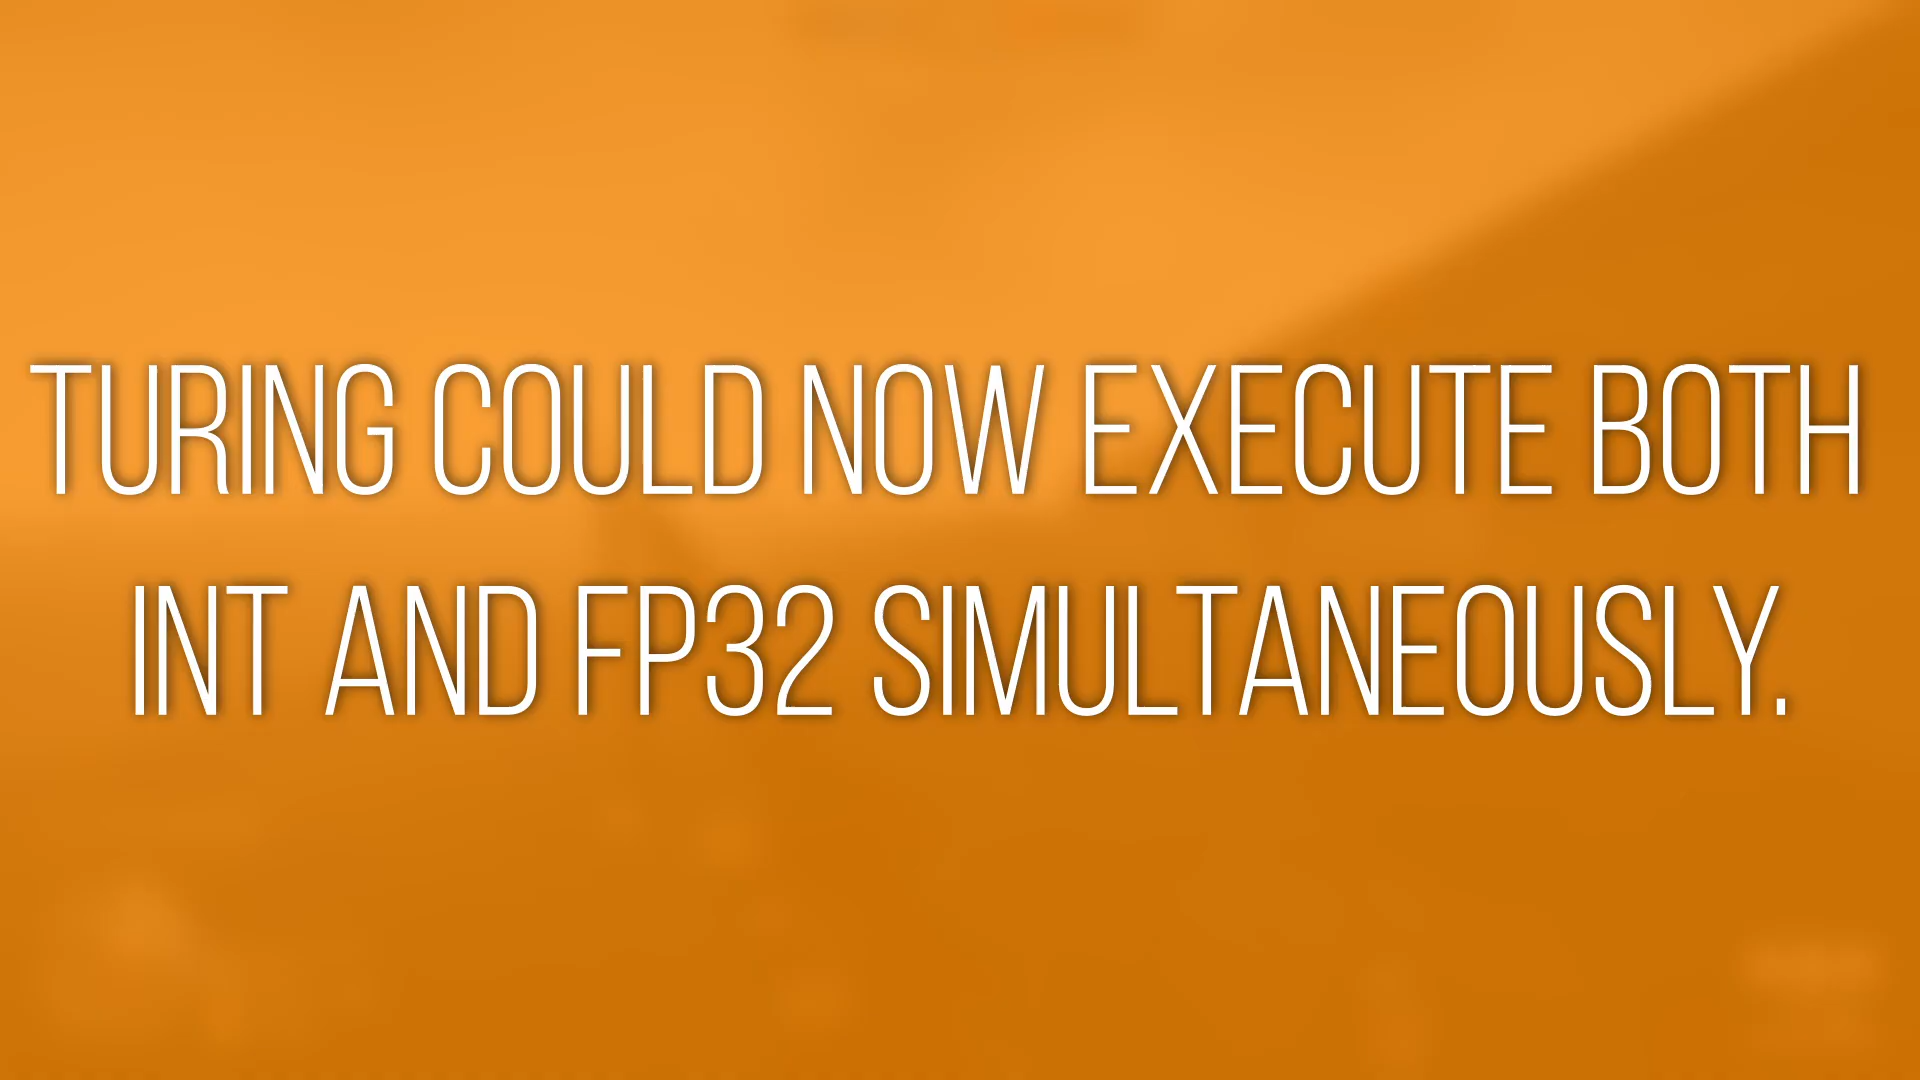 TURING COULD NOW EXECUTE BOTH
INT AND FP32 SIMULTANEOUSLY.